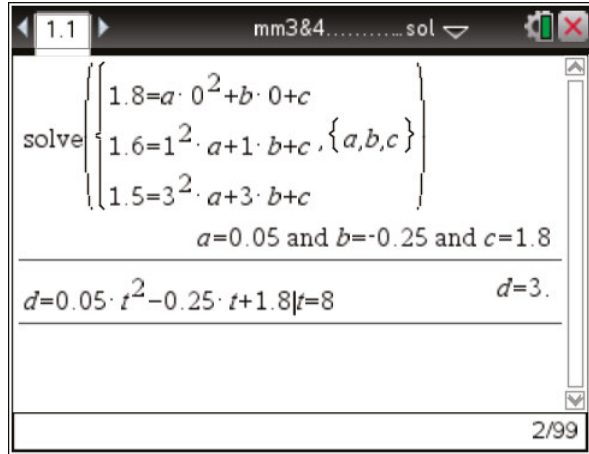 1.1 mm3&4............sol
1.8=a·0²+b·0+c
solve 1.6=1²·a+1·b+c ,{a,b,c}
1.5=3²·a+3·b+c
a=0.05 and b=-0.25 and c=1.8
d=0.05·t²−0.25·t+1.8|t=8 d=3.
2/99